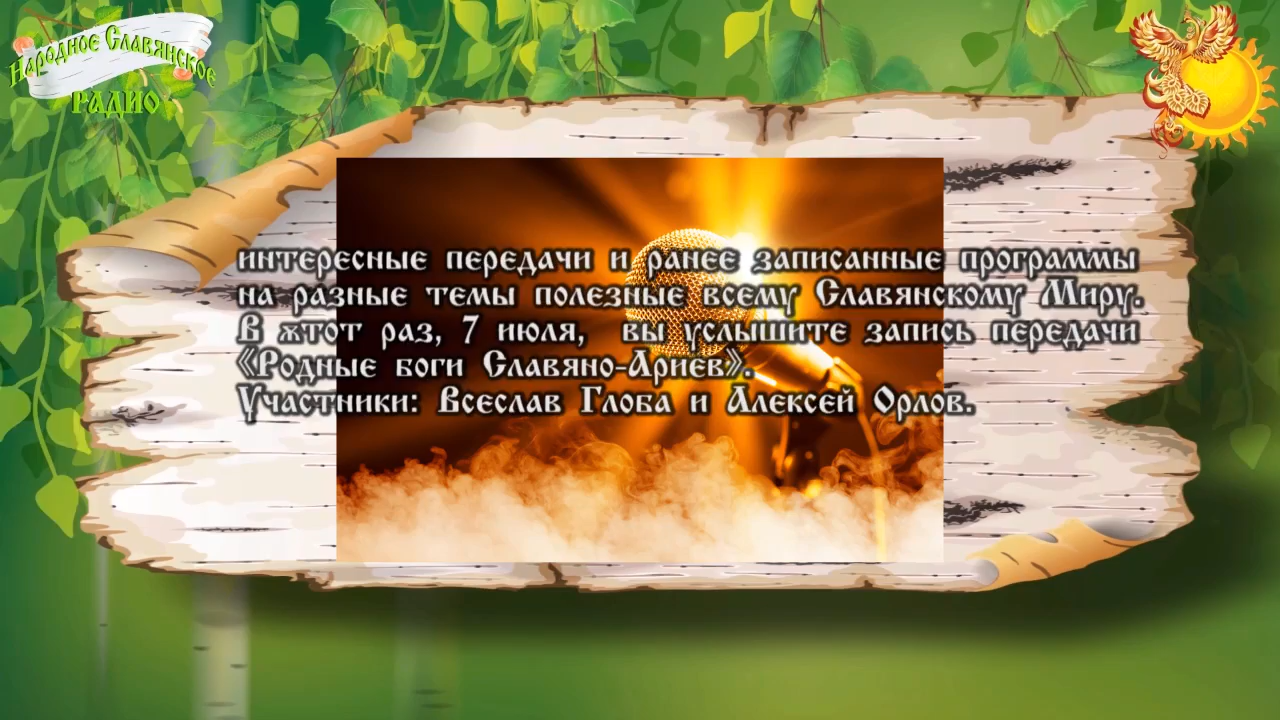 Народное Славянское
РАДИО
интересные передачи и ранее записанные программы
на разные темы полезные всему Славянскому Миру.
В ѫтот раз, 7 июля, вы услышите запись передачи
«Родные боги Славяно-Ариев».
Участники: Всеслав Глоба и Алексей Орлов.